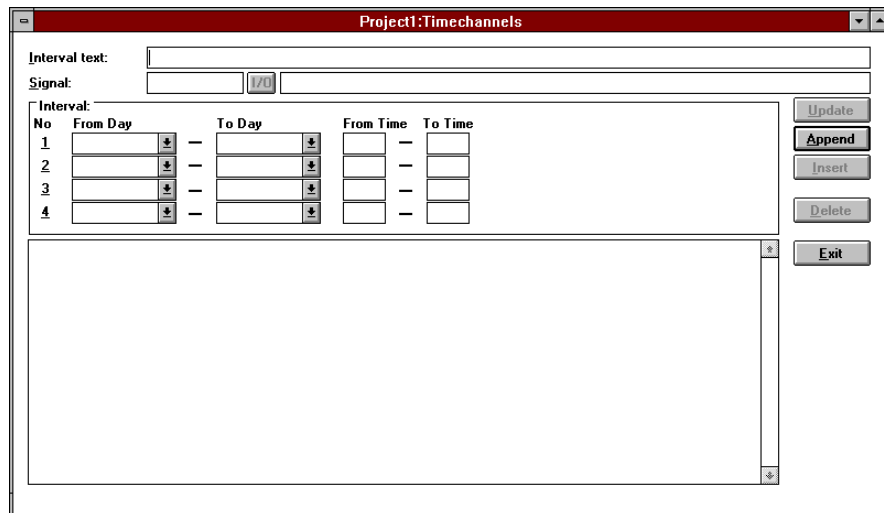 Project1:Timechannels
Interval text:
Signal: I/O
Interval:
No From Day To Day From Time To Time
1 — —
2 — —
3 — —
4 — —
Update
Append
Insert
Delete
Exit